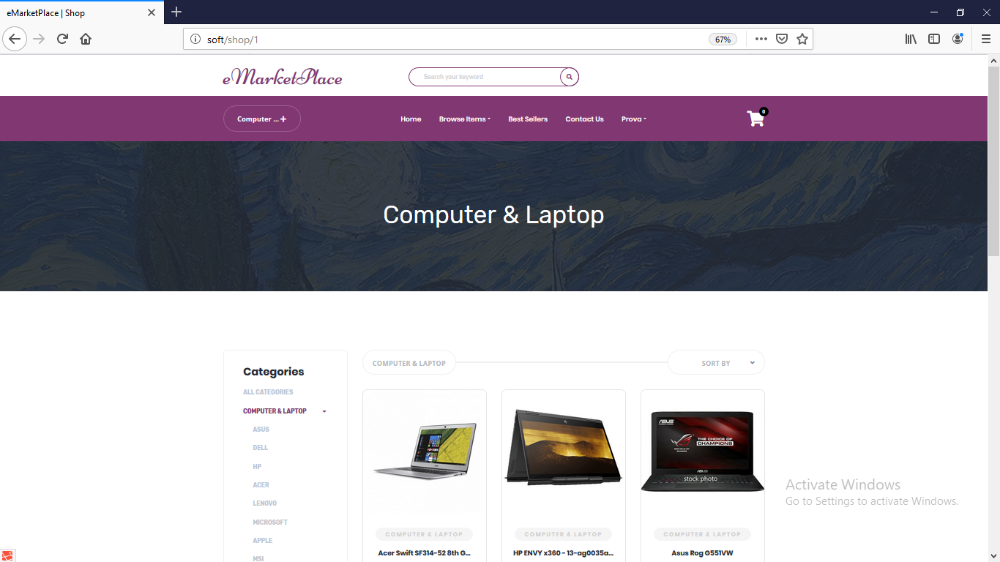 eMarketPlace | Shop
soft/shop/1
67%
eMarketPlace
Search your keyword
Computer ...
Home
Browse Items
Best Sellers
Contact Us
Prova
0
Computer & Laptop
Categories
ALL CATEGORIES
COMPUTER & LAPTOP
ASUS
DELL
HP
ACER
LENOVO
MICROSOFT
APPLE
MSI
COMPUTER & LAPTOP
SORT BY
COMPUTER & LAPTOP
Acer Swift SF314-52 8th G...
COMPUTER & LAPTOP
HP ENVY x360 - 13-ag0035a...
ASUS
THE CHOICE OF
CHAMPIONS
ASUS
stock photo
COMPUTER & LAPTOP
Asus Rog G551VW
Activate Windows
Go to Settings to activate Windows.